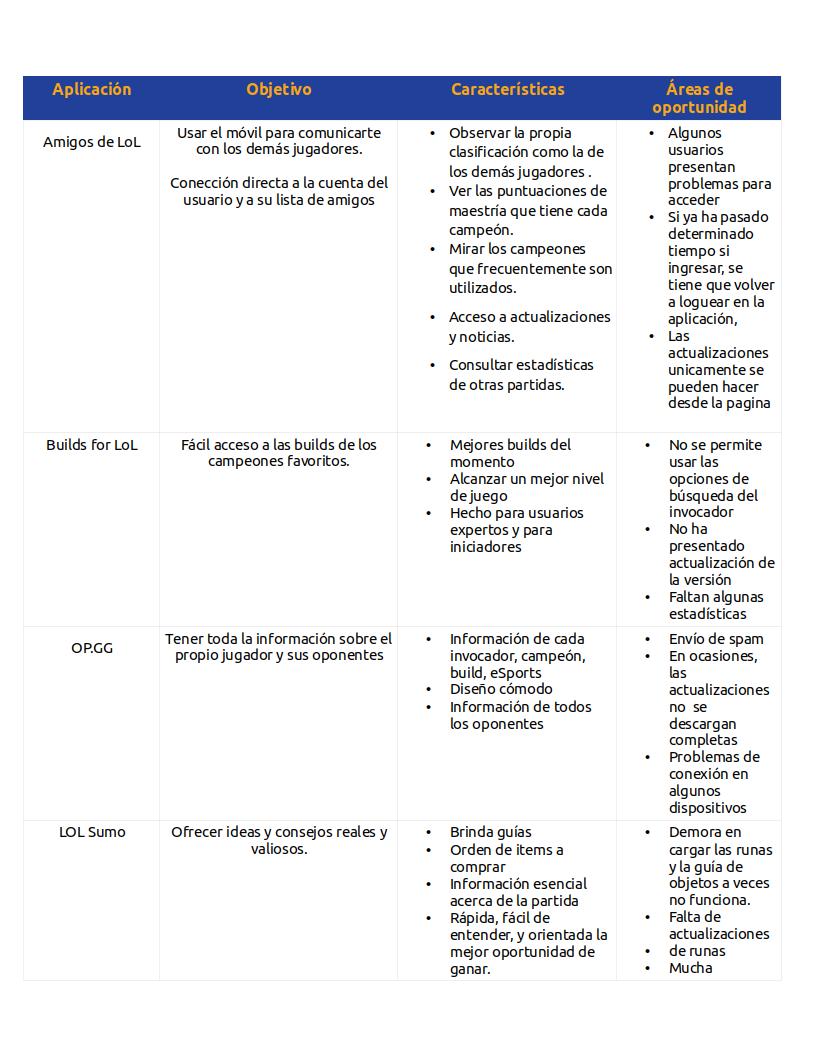 Aplicación
Objetivo
Características
Áreas de
oportunidad
Amigos de LoL
Usar el móvil para comunicarte
con los demás jugadores.
Conección directa a la cuenta del
usuario y a su lista de amigos
• Observar la propia
clasificación como la de
los demás jugadores .
• Ver las puntuaciones de
maestría que tiene cada
campeón.
• Mirar los campeones
que frecuentemente son
utilizados.
• Acceso a actualizaciones
y noticias.
• Consultar estadísticas
de otras partidas.
• Algunos
usuarios
presentan
problemas para
acceder
• Si ya ha pasado
determinado
tiempo si
ingresar, se
tiene que volver
a loguear en la
aplicación,
• Las
actualizaciones
unicamente se
pueden hacer
desde la pagina
Builds for LoL
Fácil acceso a las builds de los
campeones favoritos.
• Mejores builds del
momento
• Alcanzar un mejor nivel
de juego
• Hecho para usuarios
expertos y para
iniciadores
• No se permite
usar las
opciones de
búsqueda del
invocador
• No ha
presentado
actualización de
la versión
• Faltan algunas
estadísticas
OP.GG
Tener toda la información sobre el
propio jugador y sus oponentes
• Información de cada
invocador, campeón,
build, eSports
• Diseño cómodo
• Información de todos
los oponentes
• Envío de spam
• En ocasiones,
las
actualizaciones
no se
descargan
completas
• Problemas de
conexión en
algunos
dispositivos
LOL Sumo
Ofrecer ideas y consejos reales y
valiosos.
• Brinda guías
• Orden de items a
comprar
• Información esencial
acerca de la partida
• Rápida, fácil de
entender, y orientada la
mejor oportunidad de
ganar.
• Demora en
cargar las runas
y la guía de
objetos a veces
no funciona.
• Falta de
actualizaciones
• de runas
• Mucha